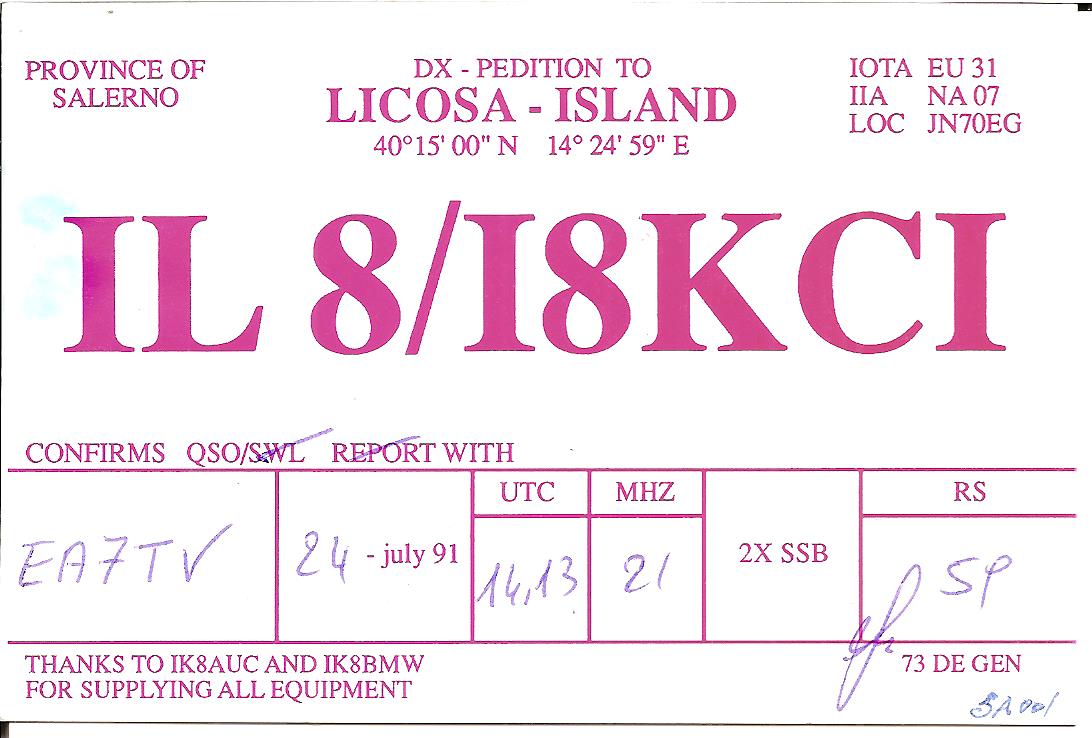 PROVINCE OF
SALERNO
DX - PEDITION TO
LICOSA - ISLAND
40°15' 00" N 14° 24' 59" E
IOTA EU 31
IIA NA 07
LOC JN70EG
IL 8/I8KCI
CONFIRMS QSO/SWL REPORT WITH
UTC MHZ RS
EA7TV 24 - july 91 14,13 21 2X SSB 59
THANKS TO IK8AUC AND IK8BMW
FOR SUPPLYING ALL EQUIPMENT
73 DE GEN
SA 001